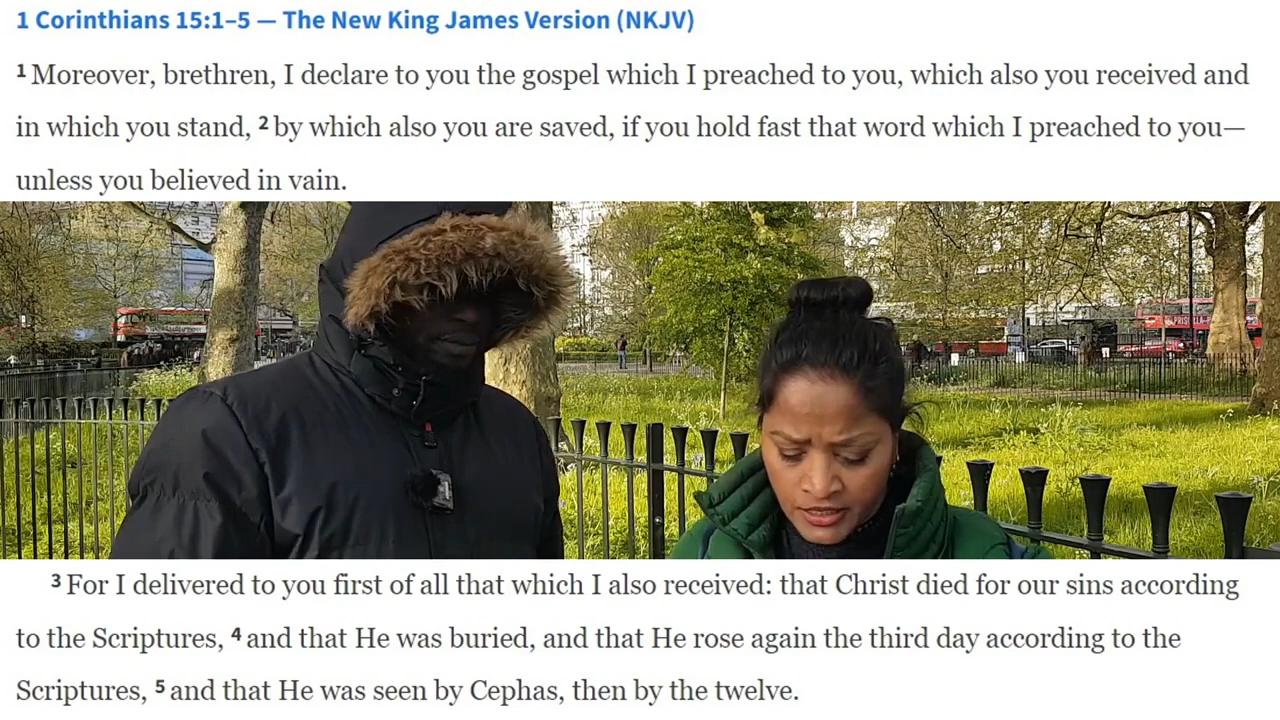 1 Corinthians 15:1–5 — The New King James Version (NKJV)
1 Moreover, brethren, I declare to you the gospel which I preached to you, which also you received and
in which you stand, 2 by which also you are saved, if you hold fast that word which I preached to you—
unless you believed in vain.
3 For I delivered to you first of all that which I also received: that Christ died for our sins according
to the Scriptures, 4 and that He was buried, and that He rose again the third day according to the
Scriptures, 5 and that He was seen by Cephas, then by the twelve.